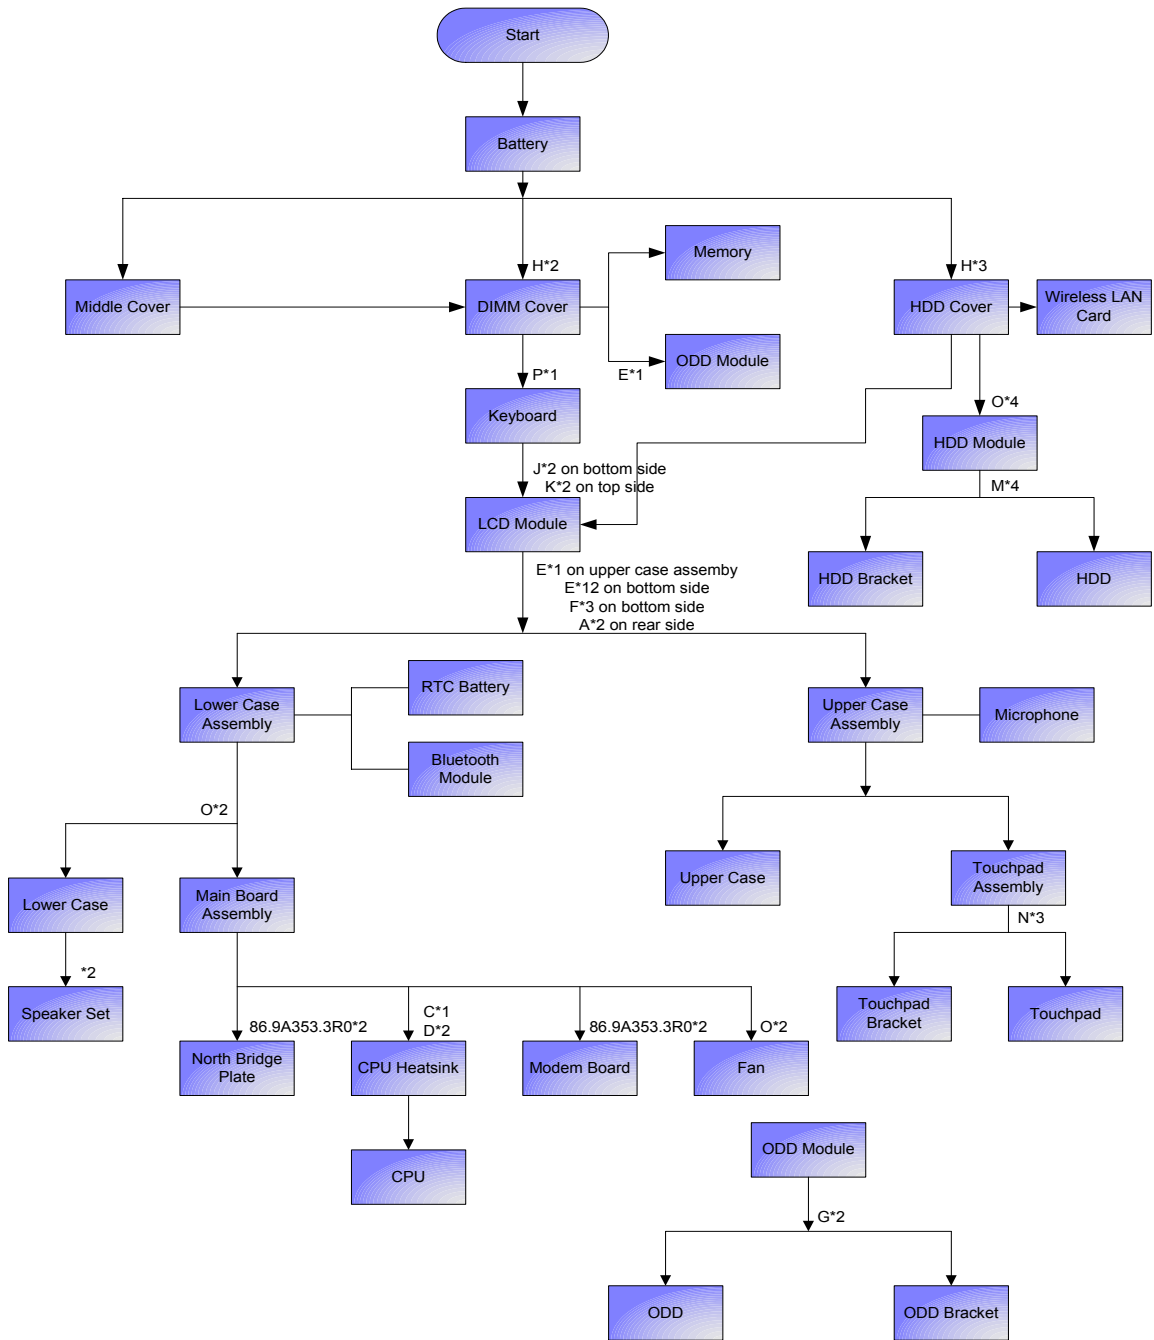 Start
Battery
H*2
H*3
Memory
Middle Cover
DIMM Cover
HDD Cover
Wireless LAN
Card
ODD Module
E*1
P*1
Keyboard
O*4
HDD Module
J*2 on bottom side
K*2 on top side
M*4
LCD Module
HDD Bracket
HDD
E*1 on upper case assemby
E*12 on bottom side
F*3 on bottom side
A*2 on rear side
RTC Battery
Lower Case
Assembly
Upper Case
Assembly
Microphone
Bluetooth
Module
O*2
Lower Case
Main Board
Assembly
Upper Case
Touchpad
Assembly
N*3
*2
Speaker Set
86.9A353.3R0*2
C*1
D*2
86.9A353.3R0*2
O*2
Touchpad
Bracket
Touchpad
North Bridge
Plate
CPU Heatsink
Modem Board
Fan
CPU
ODD Module
G*2
ODD
ODD Bracket